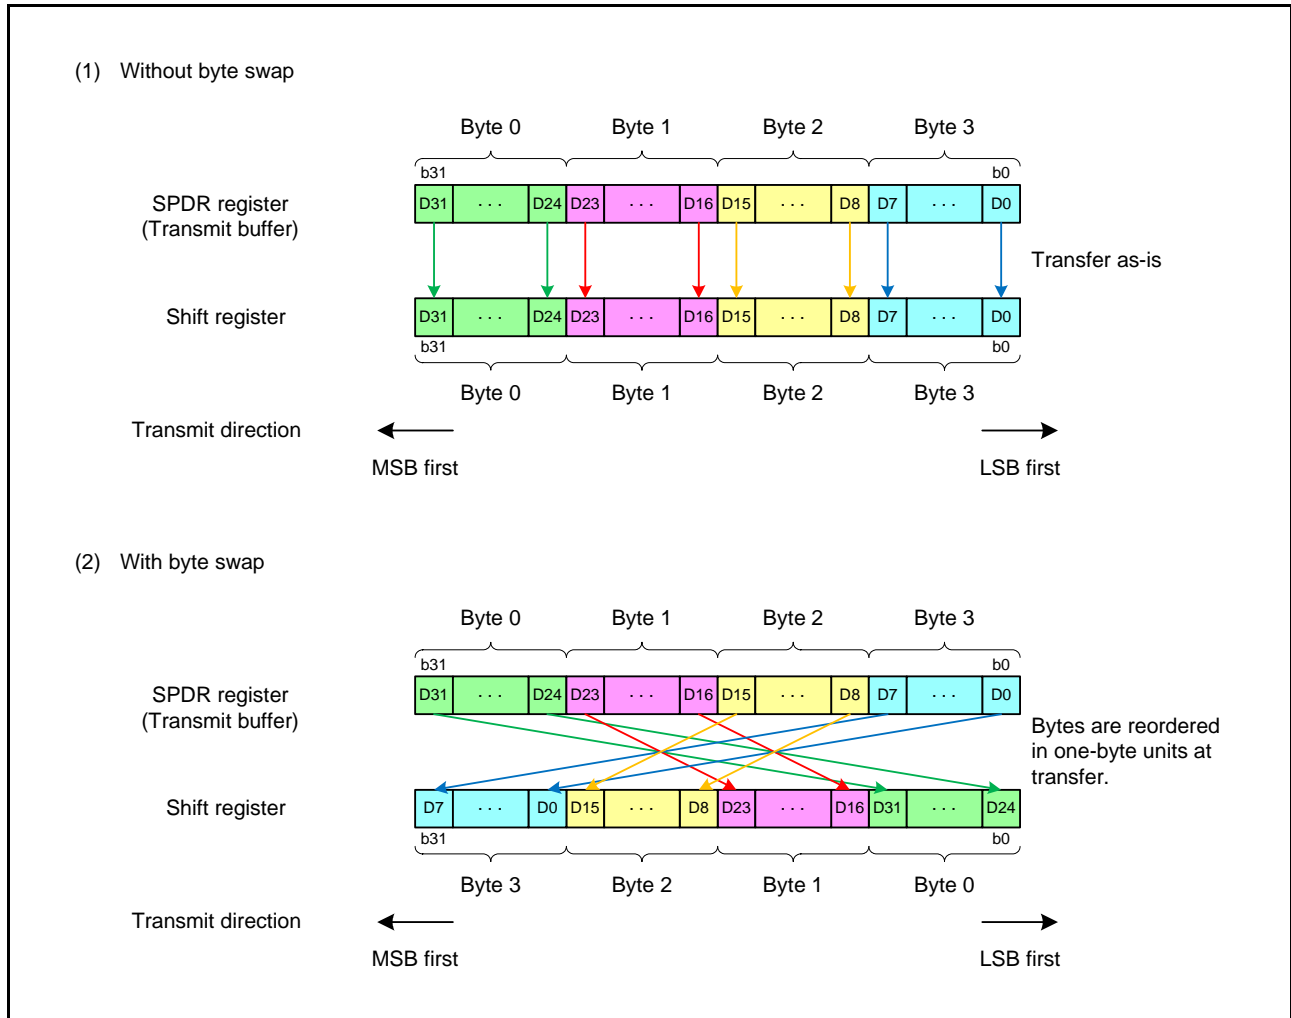 (1) Without byte swap
Byte 0 Byte 1 Byte 2 Byte 3
b31 b0
SPDR register
(Transmit buffer)
D31 ··· D24 D23 ··· D16 D15 ··· D8 D7 ··· D0
Transfer as-is
Shift register
D31 ··· D24 D23 ··· D16 D15 ··· D8 D7 ··· D0
b31 b0
Byte 0 Byte 1 Byte 2 Byte 3
Transmit direction
MSB first LSB first
(2) With byte swap
Byte 0 Byte 1 Byte 2 Byte 3
b31 b0
SPDR register
(Transmit buffer)
D31 ··· D24 D23 ··· D16 D15 ··· D8 D7 ··· D0
Bytes are reordered
in one-byte units at
transfer.
Shift register
D7 ··· D0 D15 ··· D8 D23 ··· D16 D31 ··· D24
b31 b0
Byte 3 Byte 2 Byte 1 Byte 0
Transmit direction
MSB first LSB first